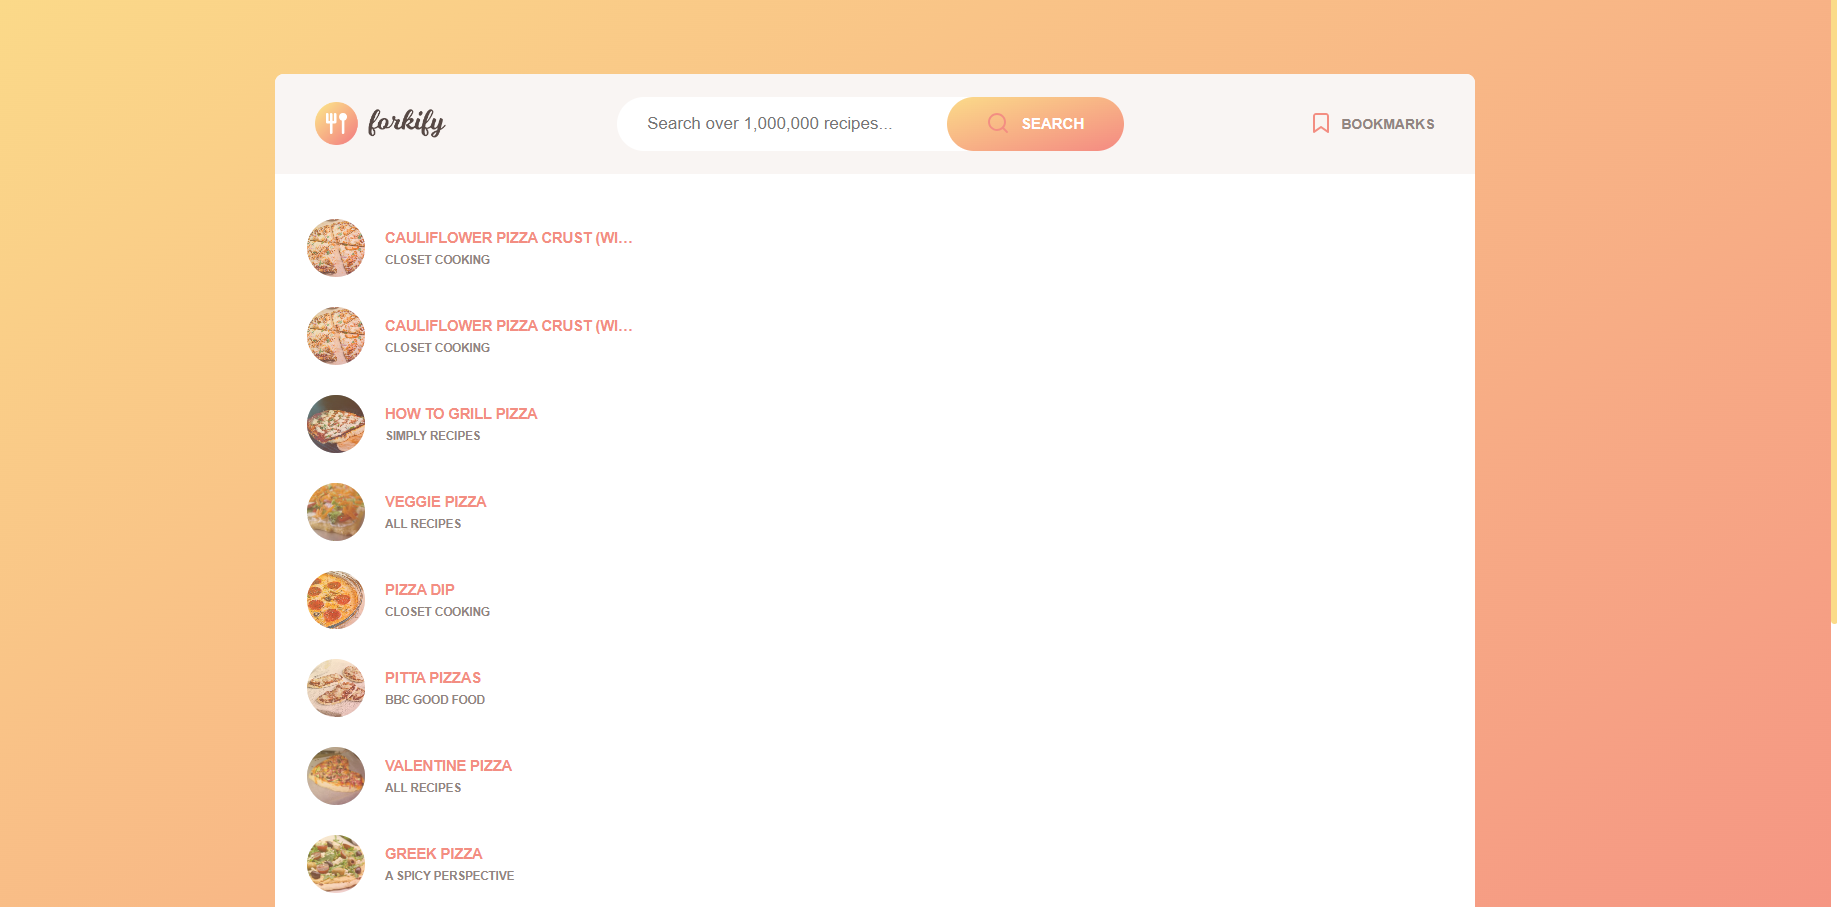 forkify
Search over 1,000,000 recipes...
SEARCH
BOOKMARKS
CAULIFLOWER PIZZA CRUST (WI...
CLOSET COOKING
CAULIFLOWER PIZZA CRUST (WI...
CLOSET COOKING
HOW TO GRILL PIZZA
SIMPLY RECIPES
VEGGIE PIZZA
ALL RECIPES
PIZZA DIP
CLOSET COOKING
PITTA PIZZAS
BBC GOOD FOOD
VALENTINE PIZZA
ALL RECIPES
GREEK PIZZA
A SPICY PERSPECTIVE